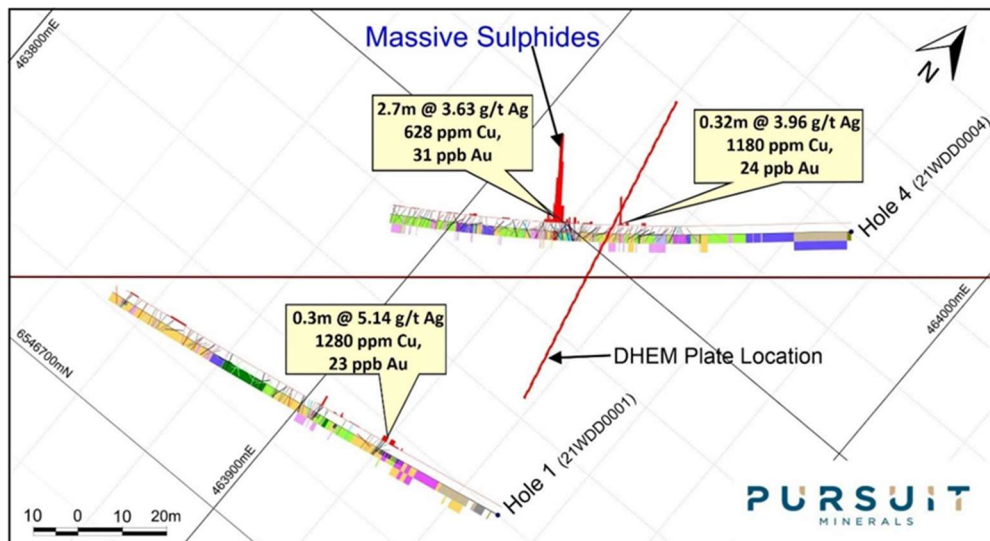 463800mE
Massive Sulphides
N
2.7m @ 3.63 g/t Ag
628 ppm Cu,
31 ppb Au
0.32m @ 3.96 g/t Ag
1180 ppm Cu,
24 ppb Au
Hole 4 (21WDD0004)
0.3m @ 5.14 g/t Ag
1280 ppm Cu,
23 ppb Au
464000mE
6546700mN
DHEM Plate Location
463900mE
Hole 1 (21WDD0001)
10 0 10 20m
PURSUIT
MINERALS